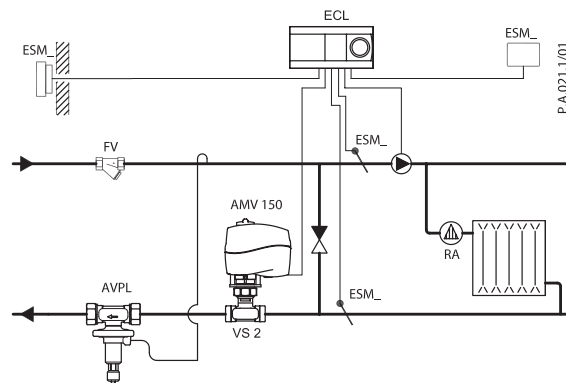 ECL
ESM_
ESM_
P.A.021.1/01
ESM_
FV
AMV 150
RA
AVPL
ESM_
VS 2